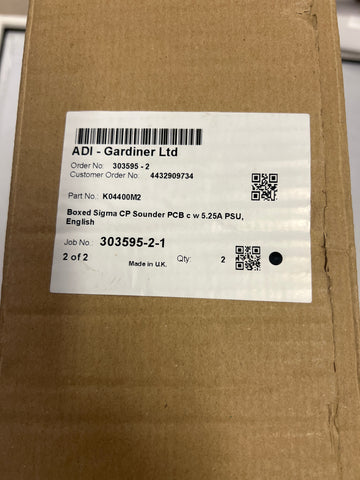 ADI - Gardiner Ltd
Order No: 303595 - 2
Customer Order No: 4432909734
Part No.: K04400M2
Boxed Sigma CP Sounder PCB c w 5.25A PSU,
English
Job No: 303595-2-1
2 of 2 Made in U.K. Qty: 2